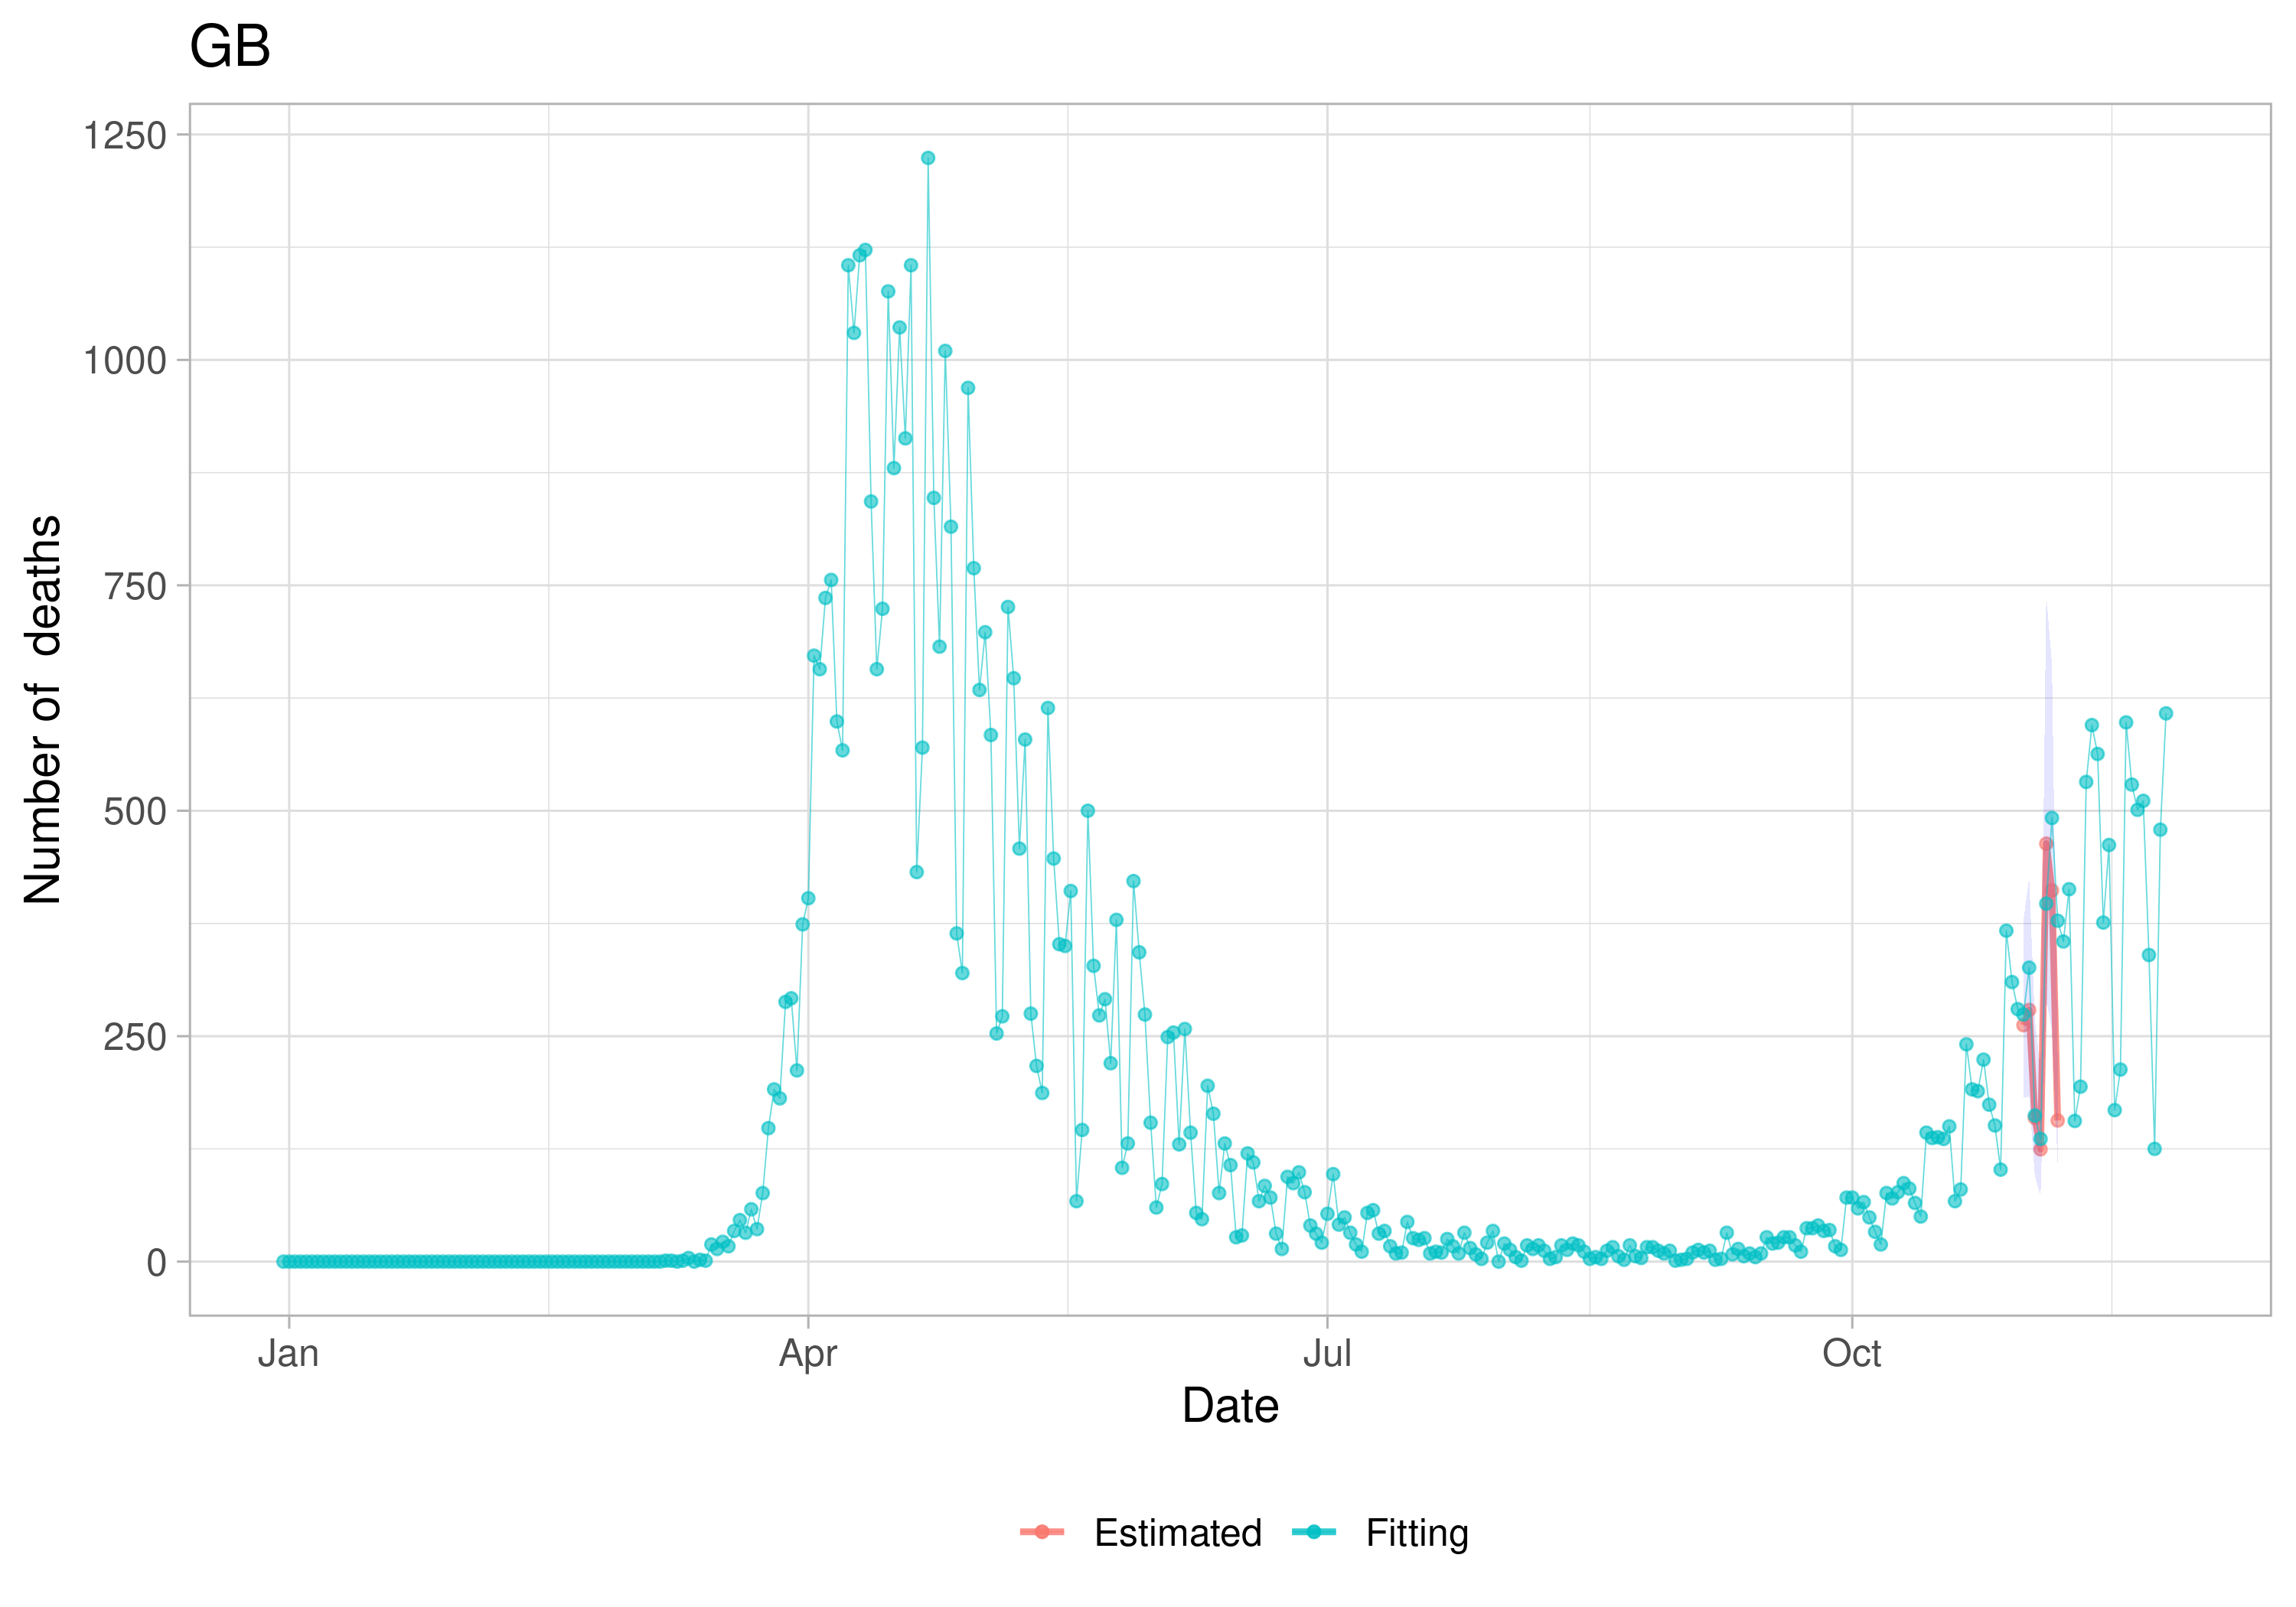 GB
1250
1000
750
500
250
0
Number of deaths
Jan Apr Jul Oct
Date
Estimated Fitting